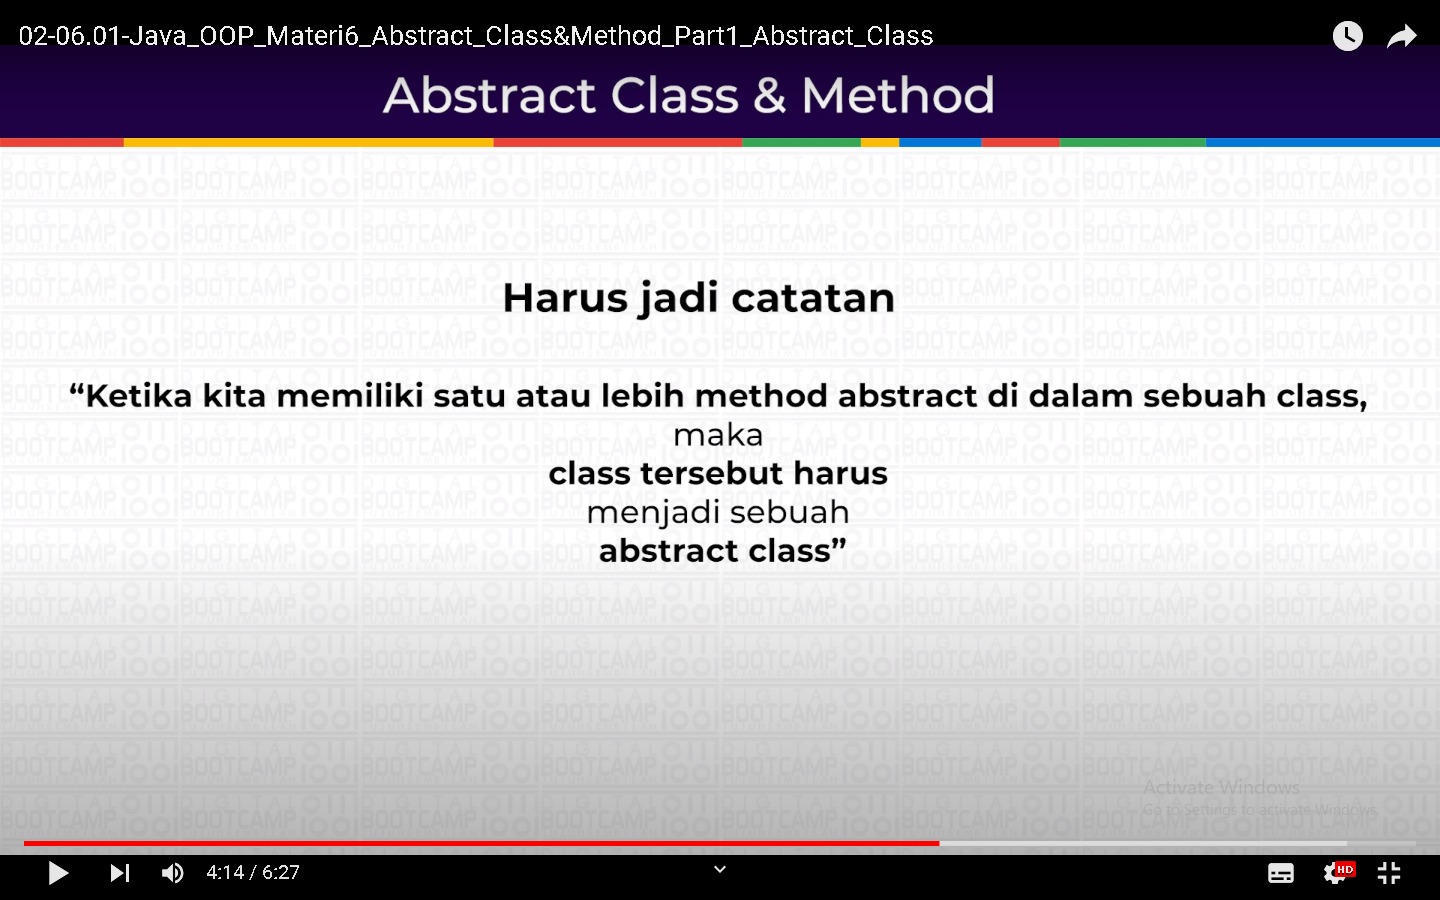 02-06.01-Java_OOP_Materi6_Abstract_Class&Method_Part1_Abstract_Class
Abstract Class & Method
Harus jadi catatan
“Ketika kita memiliki satu atau lebih method abstract di dalam sebuah class,
maka
class tersebut harus
menjadi sebuah
abstract class”
Activate Windows
Go to Settings to activate Windows.
4:14 / 6:27
HD